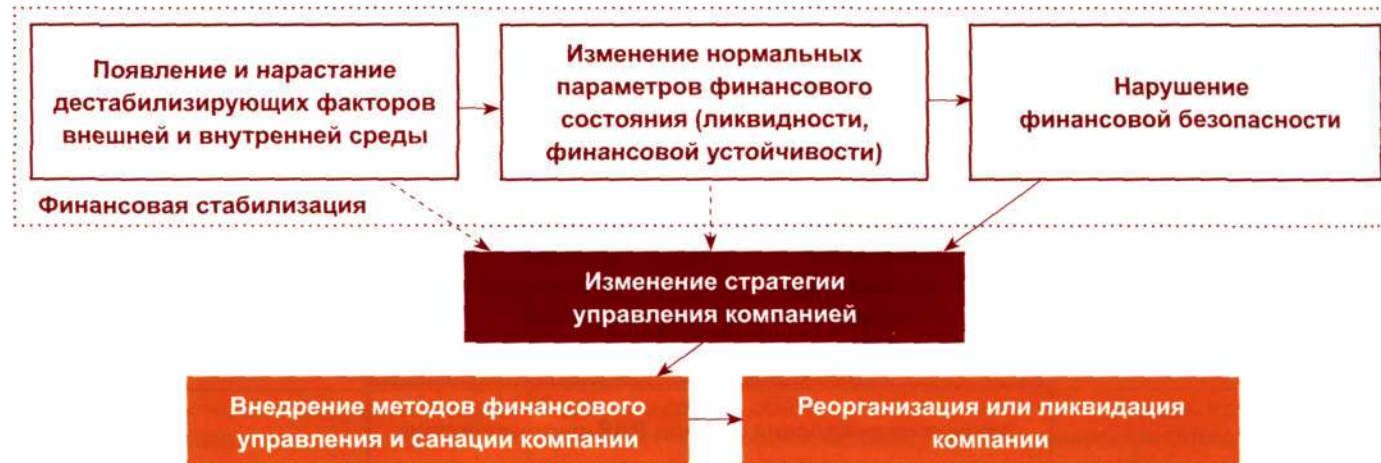 Появление и нарастание
дестабилизирующих факторов
внешней и внутренней среды
Изменение нормальных
параметров финансового
состояния (ликвидности,
финансовой устойчивости)
Нарушение
финансовой безопасности
Финансовая стабилизация
Изменение стратегии
управления компанией
Внедрение методов финансового
управления и санации компании
Реорганизация или ликвидация
компании